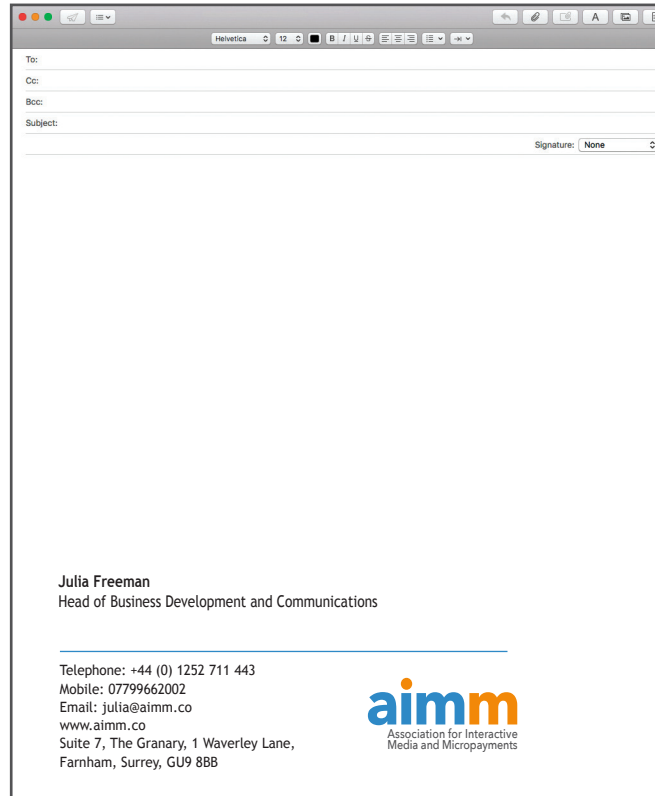 Helvetica 12 B I U S
A
To:
Cc:
Bcc:
Subject:
Signature: None
Julia Freeman
Head of Business Development and Communications
Telephone: +44 (0) 1252 711 443
Mobile: 07799662002
Email: julia@aimm.co
www.aimm.co
Suite 7, The Granary, 1 Waverley Lane,
Farnham, Surrey, GU9 8BB
aimm
Association for Interactive
Media and Micropayments